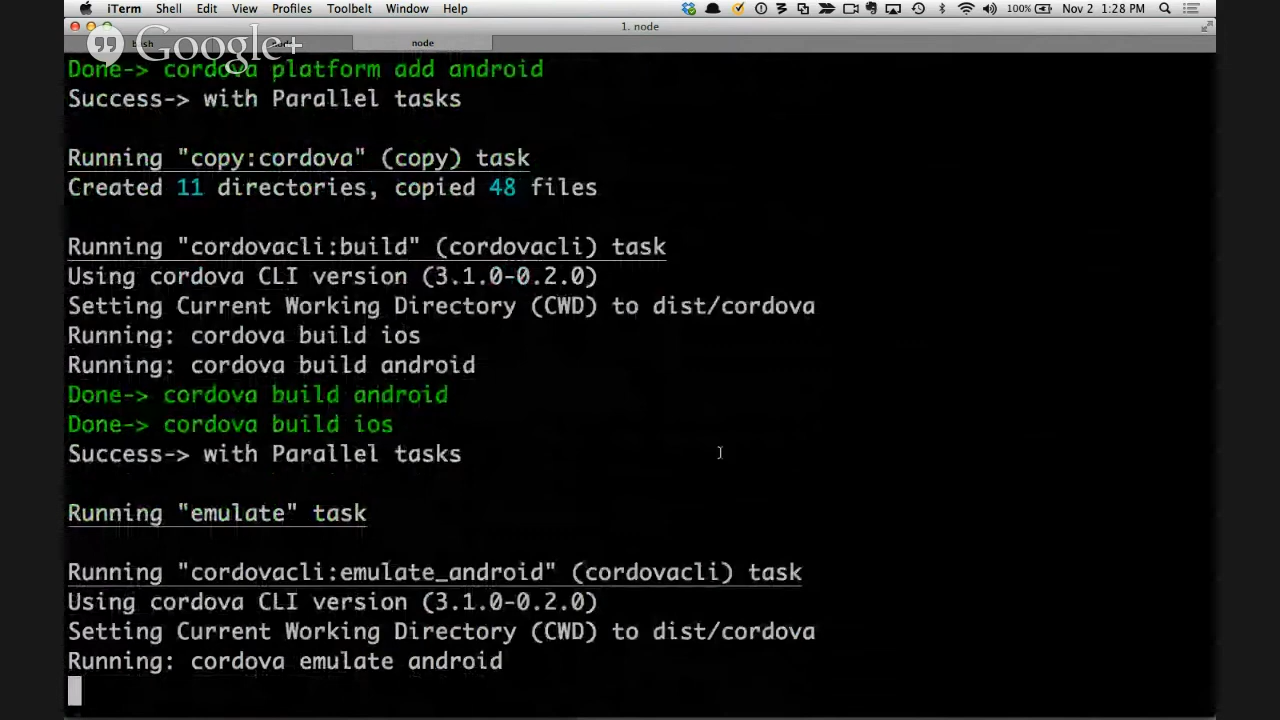 iTerm Shell Edit View Profiles Toolbelt Window Help 100% Nov 2 1:28 PM
1. node
bash node
Google+
Done-> cordova platform add android
Success-> with Parallel tasks
Running "copy:cordova" (copy) task
Created 11 directories, copied 48 files
Running "cordovacli:build" (cordovacli) task
Using cordova CLI version (3.1.0-0.2.0)
Setting Current Working Directory (CWD) to dist/cordova
Running: cordova build ios
Running: cordova build android
Done-> cordova build android
Done-> cordova build ios
Success-> with Parallel tasks
Running "emulate" task
Running "cordovacli:emulate_android" (cordovacli) task
Using cordova CLI version (3.1.0-0.2.0)
Setting Current Working Directory (CWD) to dist/cordova
Running: cordova emulate android